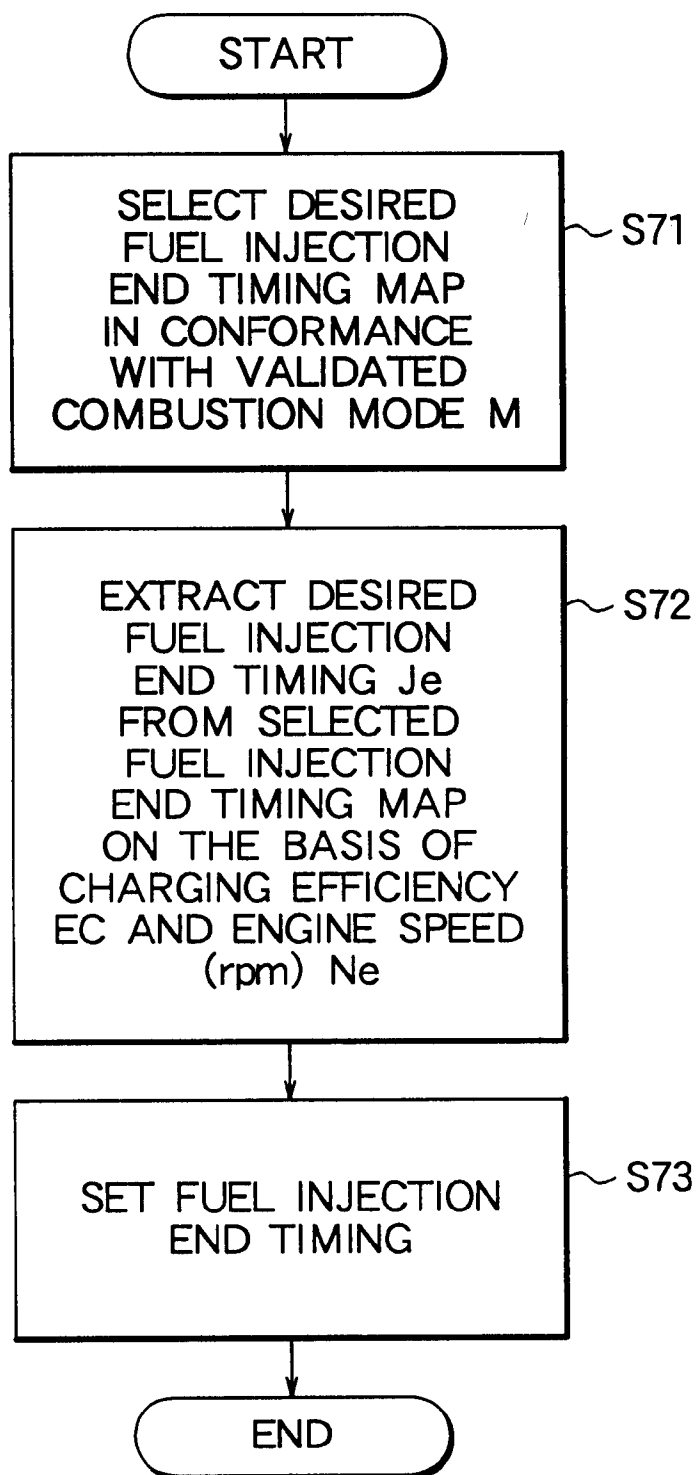 START
SELECT DESIRED
FUEL INJECTION
END TIMING MAP
IN CONFORMANCE
WITH VALIDATED
COMBUSTION MODE M
S71
EXTRACT DESIRED
FUEL INJECTION
END TIMING Je
FROM SELECTED
FUEL INJECTION
END TIMING MAP
ON THE BASIS OF
CHARGING EFFICIENCY
EC AND ENGINE SPEED
(rpm) Ne
S72
SET FUEL INJECTION
END TIMING
S73
END